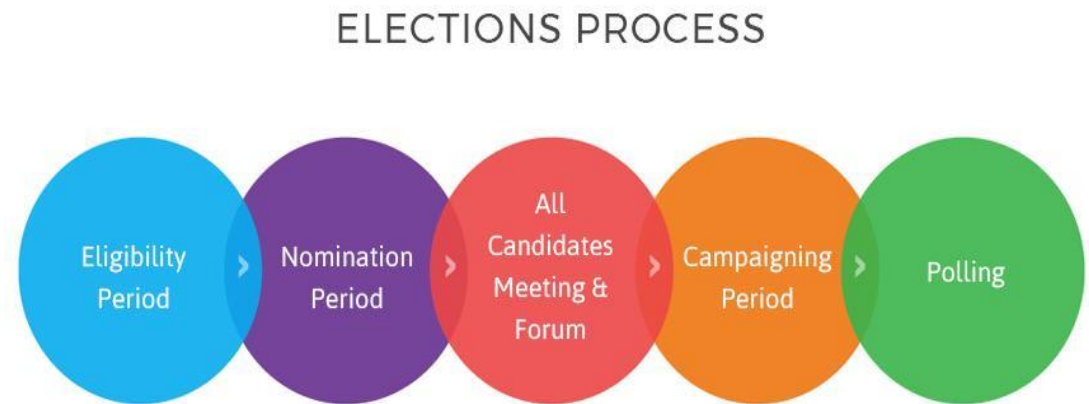 ELECTIONS PROCESS
Eligibility
Period
›
Nomination
Period
›
All
Candidates
Meeting &
Forum
›
Campaigning
Period
›
Polling